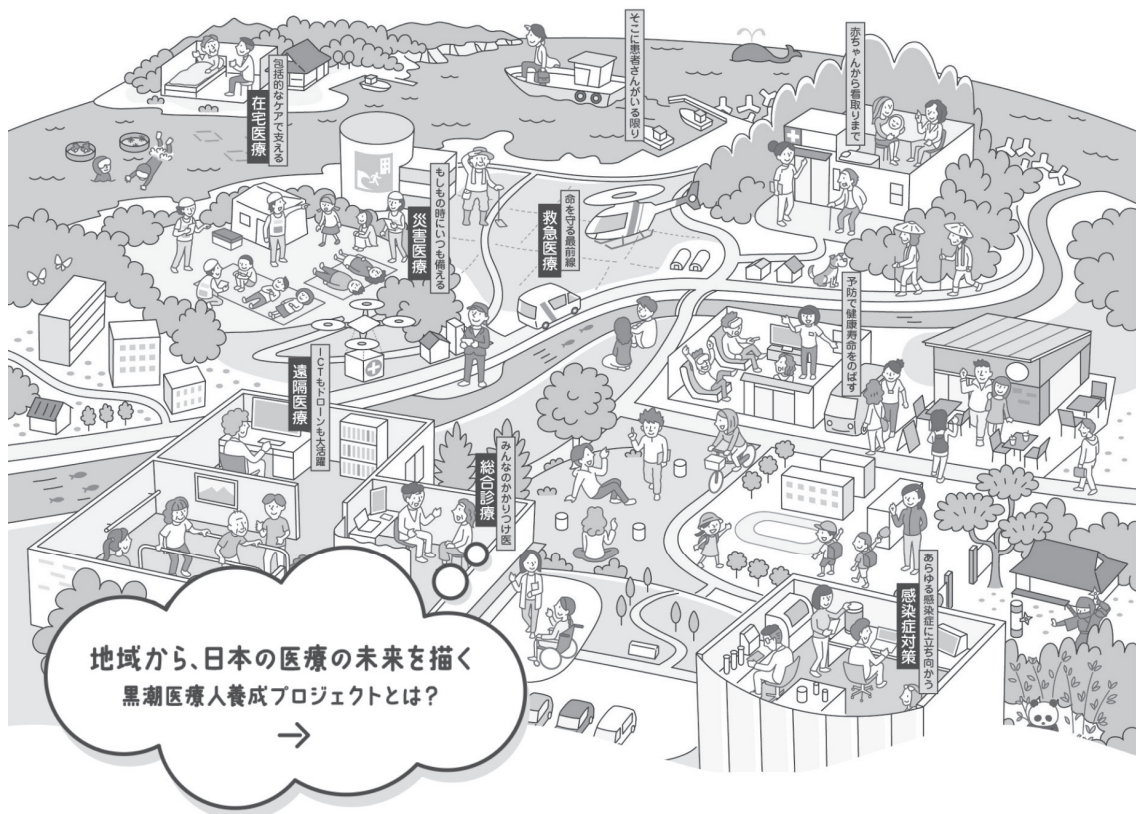 そこに患者さんがいる限り
赤ちゃんから看取りまで
包括的なケアで支える
在宅医療
もしもの時にいつも備える
災害医療
命を守る最前線
救急医療
予防で健康寿命をのばす
ICTもドローンも大活躍
遠隔医療
みんなのかかりつけ医
総合診療
あらゆる感染症に立ち向かう
感染症対策
地域から、日本の医療の未来を描く
黒潮医療人養成プロジェクトとは?
→